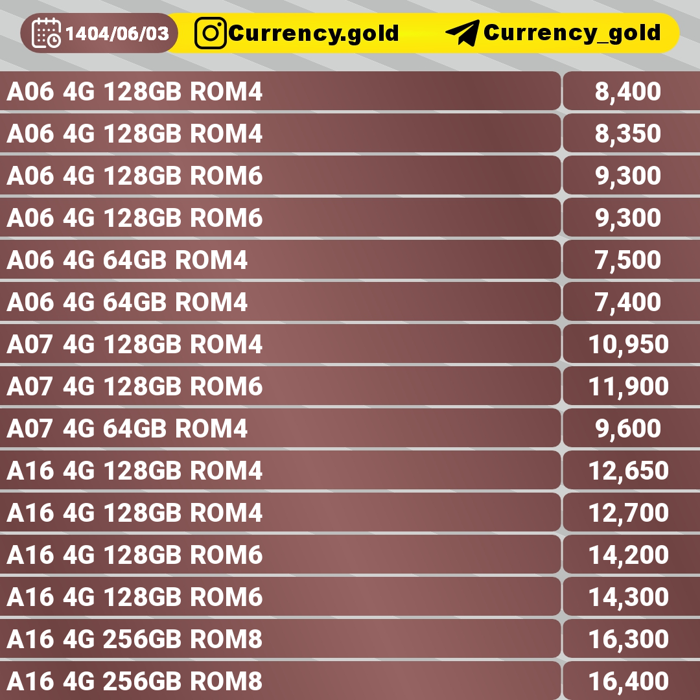 1404/06/03 Currency.gold Currency_gold
A06 4G 128GB ROM4 8,400
A06 4G 128GB ROM4 8,350
A06 4G 128GB ROM6 9,300
A06 4G 128GB ROM6 9,300
A06 4G 64GB ROM4 7,500
A06 4G 64GB ROM4 7,400
A07 4G 128GB ROM4 10,950
A07 4G 128GB ROM6 11,900
A07 4G 64GB ROM4 9,600
A16 4G 128GB ROM4 12,650
A16 4G 128GB ROM4 12,700
A16 4G 128GB ROM6 14,200
A16 4G 128GB ROM6 14,300
A16 4G 256GB ROM8 16,300
A16 4G 256GB ROM8 16,400